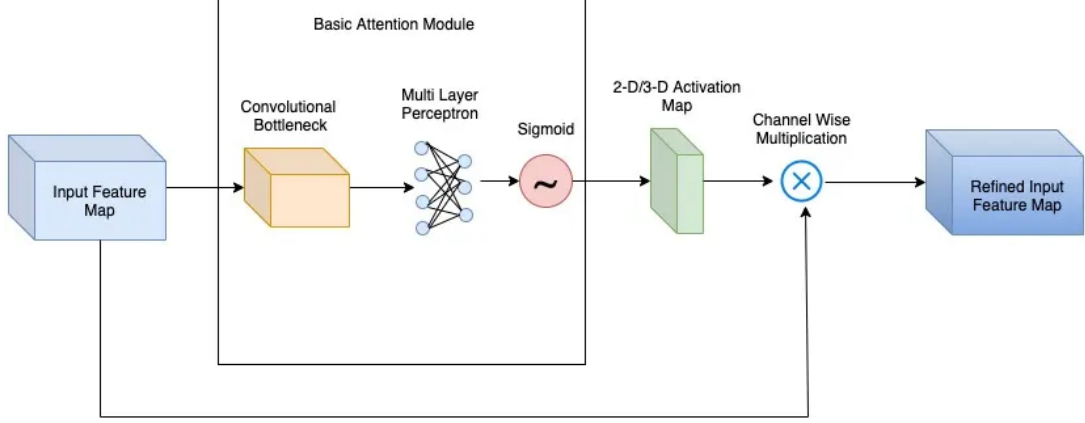 Basic Attention Module
Convolutional
Bottleneck
Multi Layer
Perceptron
Sigmoid
2-D/3-D Activation
Map
Channel Wise
Multiplication
Input Feature
Map
~
Refined Input
Feature Map